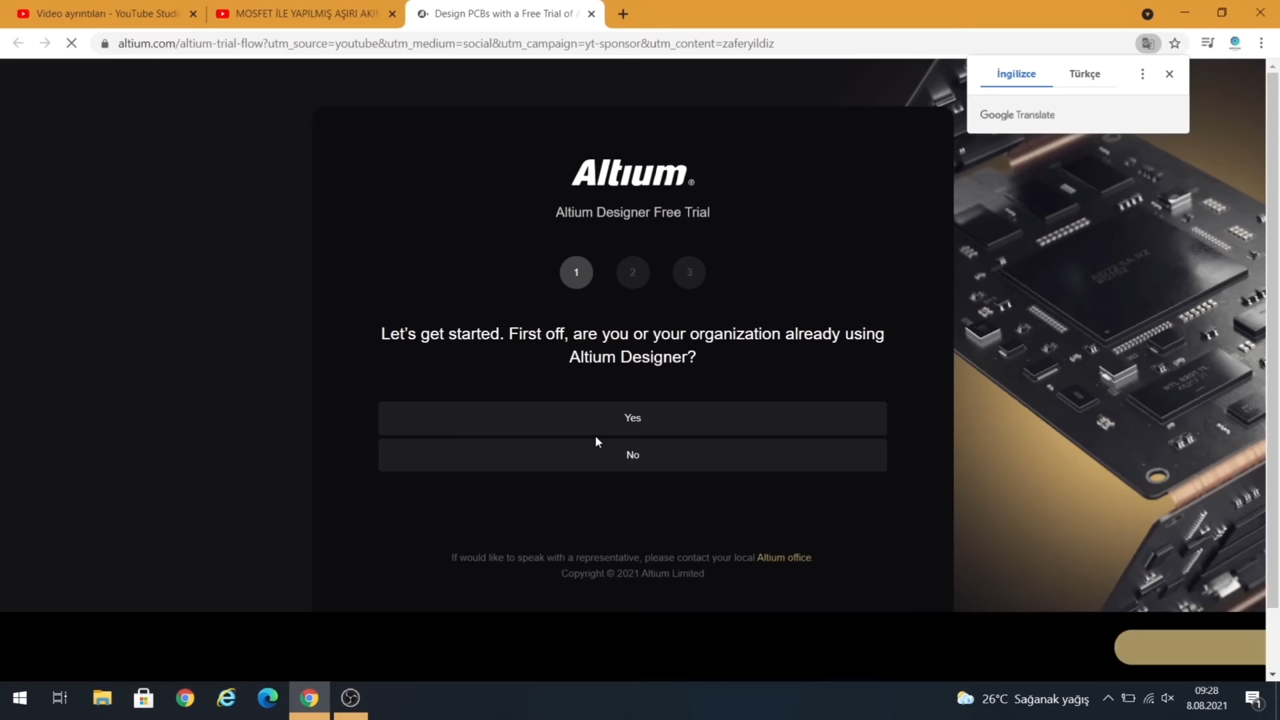 Video ayrıntıları - YouTube Studi
MOSFET İLE YAPILMIŞ AŞIRI AKI
Design PCBs with a Free Trial of A
altium.com/altium-trial-flow?utm_source=youtube&utm_medium=social&utm_campaign=yt-sponsor&utm_content=zaferyildiz
İngilizce
Türkçe
Google Translate
Altium®
Altium Designer Free Trial
1 2 3
Let's get started. First off, are you or your organization already using
Altium Designer?
Yes
No
If would like to speak with a representative, please contact your local Altium office.
Copyright © 2021 Altium Limited
26°C Sağanak yağış
09:28
8.08.2021
1